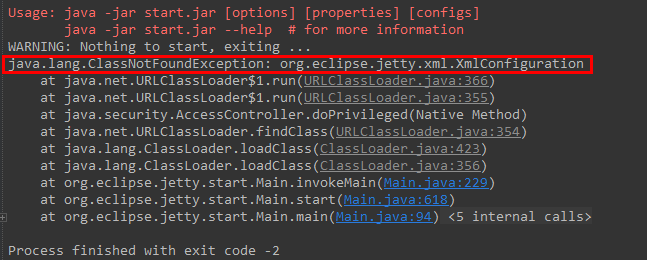 Usage: java -jar start.jar [options] [properties] [configs]
java -jar start.jar --help # for more information
WARNING: Nothing to start, exiting ...
java.lang.ClassNotFoundException: org.eclipse.jetty.xml.XmlConfiguration
at java.net.URLClassLoader$1.run(URLClassLoader.java:366)
at java.net.URLClassLoader$1.run(URLClassLoader.java:355)
at java.security.AccessController.doPrivileged(Native Method)
at java.net.URLClassLoader.findClass(URLClassLoader.java:354)
at java.lang.ClassLoader.loadClass(ClassLoader.java:423)
at java.lang.ClassLoader.loadClass(ClassLoader.java:356)
at org.eclipse.jetty.start.Main.invokeMain(Main.java:229)
at org.eclipse.jetty.start.Main.start(Main.java:618)
at org.eclipse.jetty.start.Main.main(Main.java:94) <5 internal calls>
Process finished with exit code -2